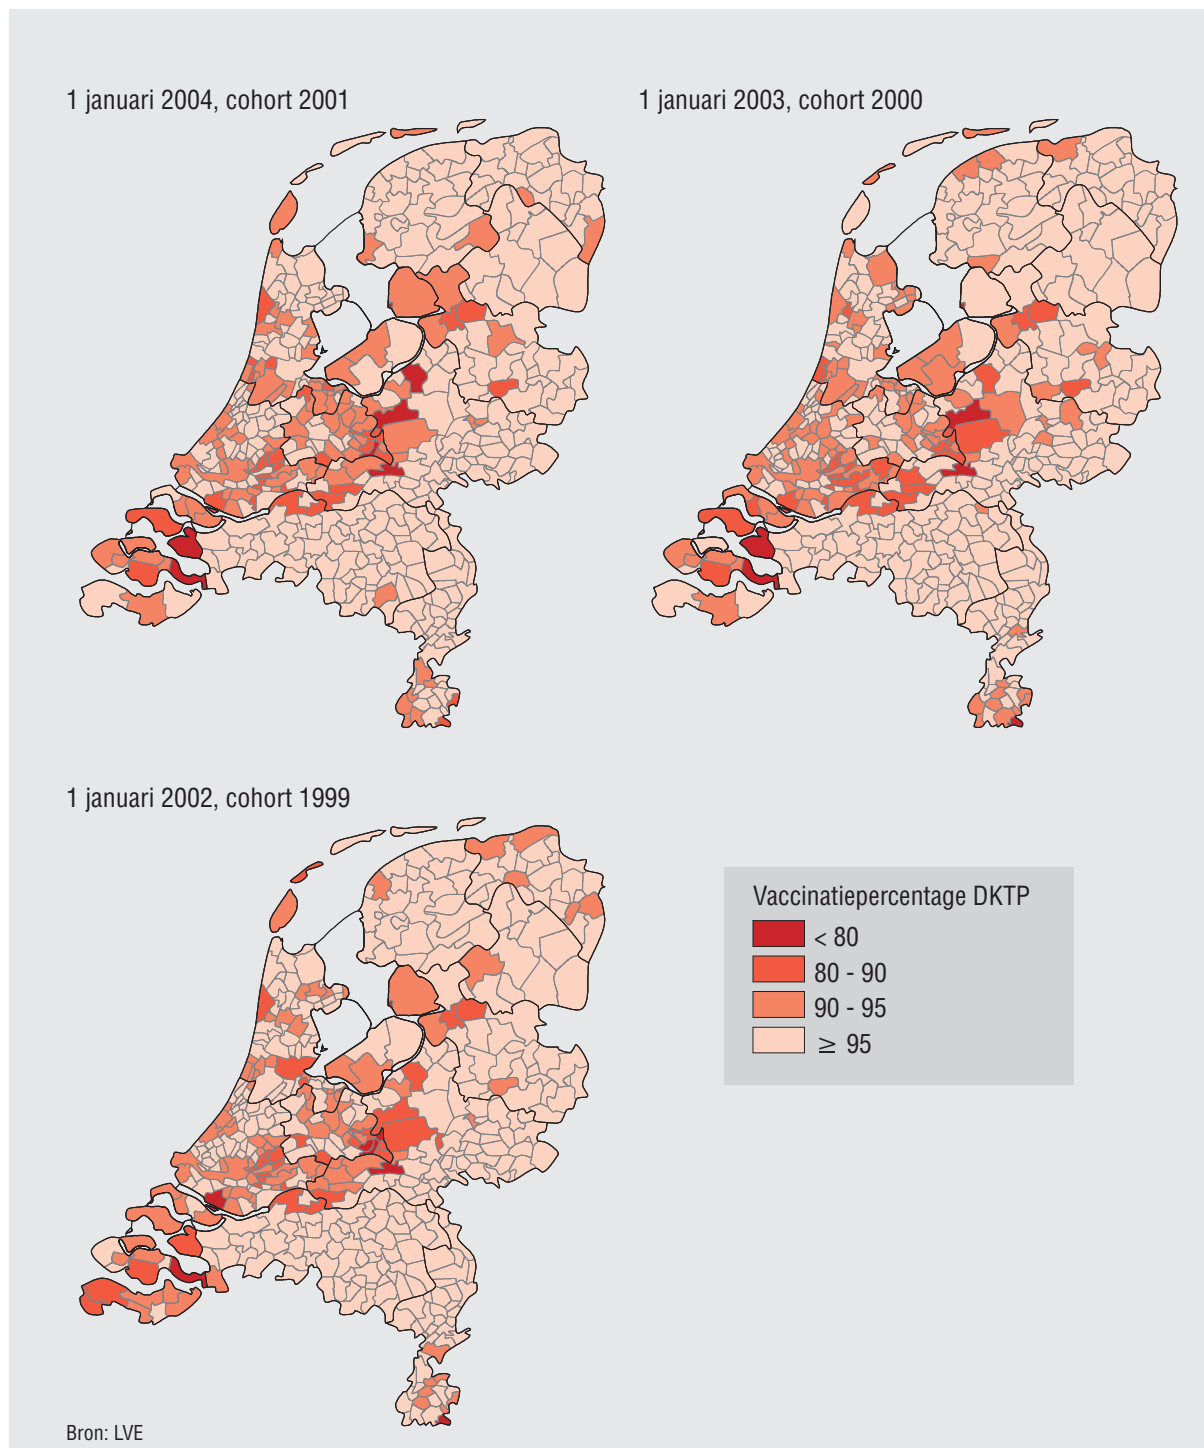 1 januari 2004, cohort 2001
1 januari 2003, cohort 2000
1 januari 2002, cohort 1999
Vaccinatiepercentage DKTP
< 80
80 - 90
90 - 95
≥ 95
Bron: LVE